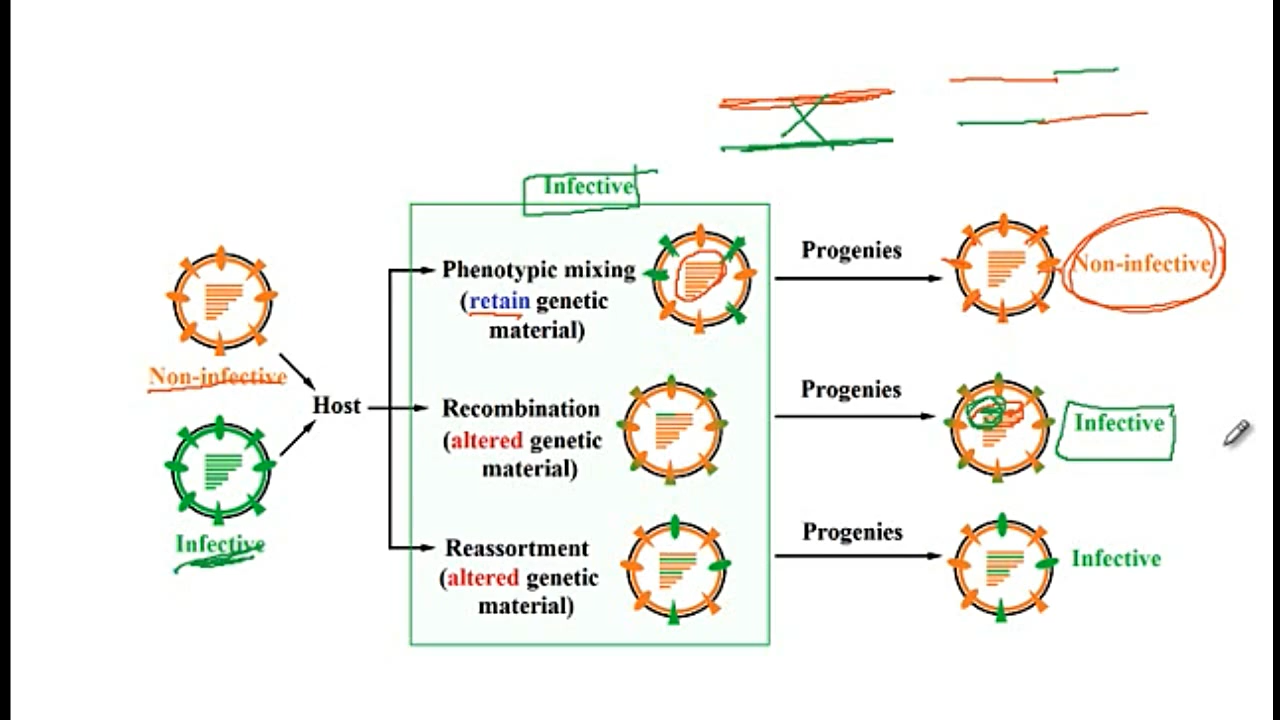 Infective
Non-infective
Infective
Host
Phenotypic mixing
(retain genetic
material)
Recombination
(altered genetic
material)
Reassortment
(altered genetic
material)
Progenies
Non-infective
Progenies
Infective
Progenies
Infective